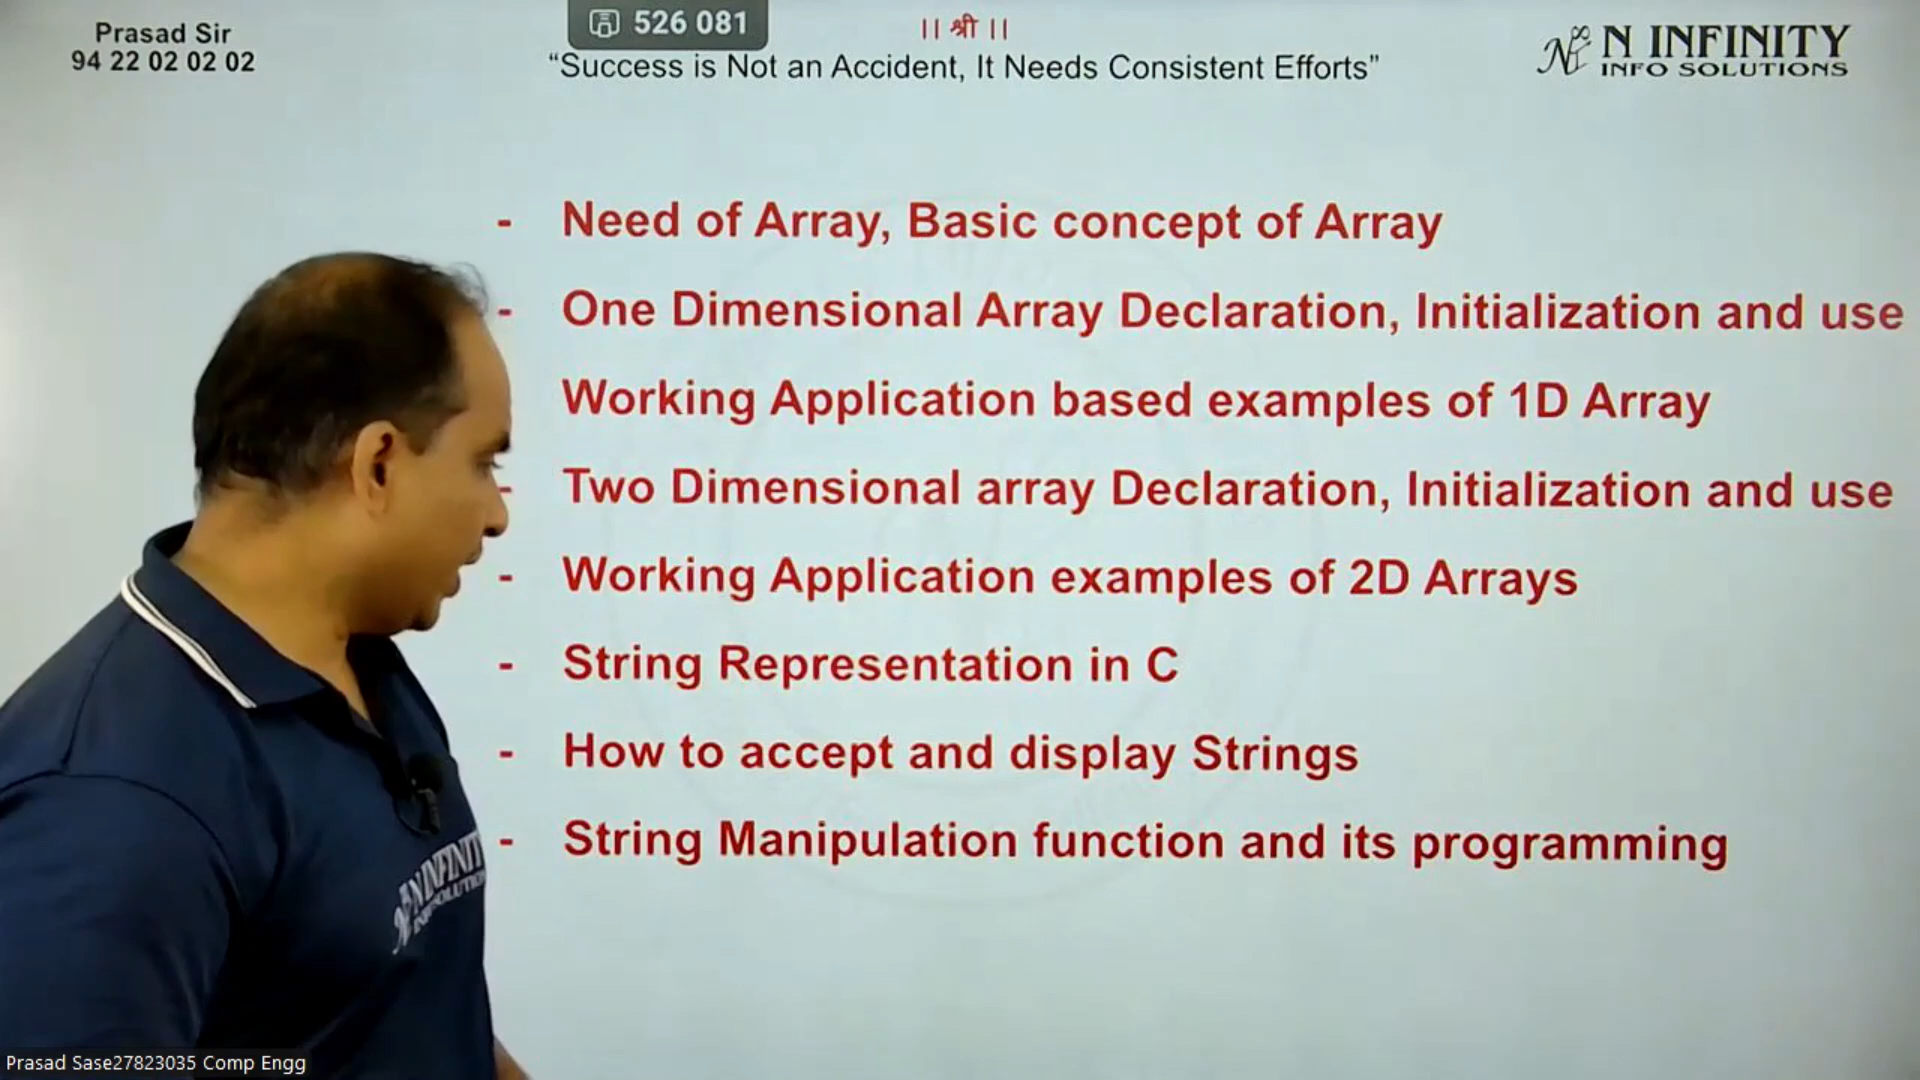 Prasad Sir
94 22 02 02 02
526 081
|| श्री ||
“Success is Not an Accident, It Needs Consistent Efforts”
N INFINITY
INFO SOLUTIONS
- Need of Array, Basic concept of Array
- One Dimensional Array Declaration, Initialization and use
Working Application based examples of 1D Array
- Two Dimensional array Declaration, Initialization and use
- Working Application examples of 2D Arrays
- String Representation in C
- How to accept and display Strings
- String Manipulation function and its programming
N INFINITY
Prasad Sase27823035 Comp Engg